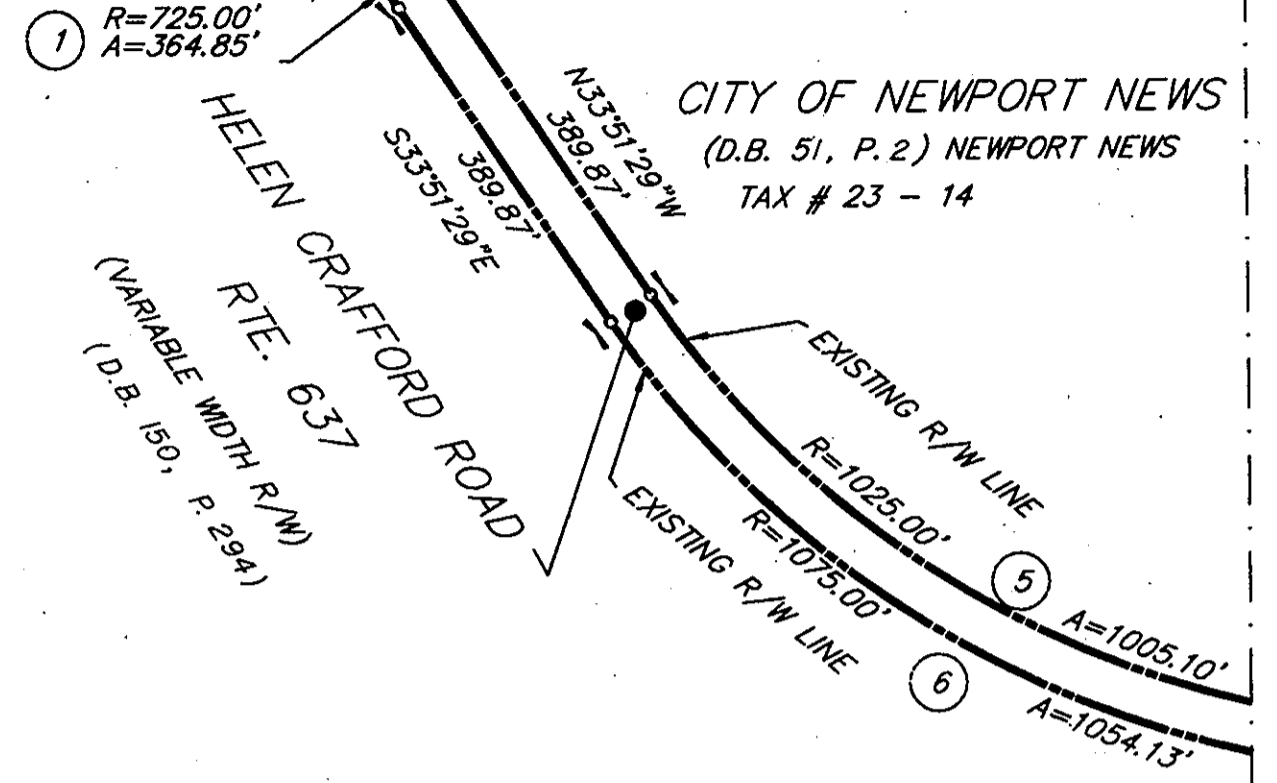 1
R=725.00'
A=364.85'
HELEN CRAFFORD ROAD
RTE. 637
(VARIABLE WIDTH R/W)
(D.B. 150, P. 294)
S33°51'29"E
389.87'
N33°51'29"W
389.87'
CITY OF NEWPORT NEWS
(D.B. 51, P. 2) NEWPORT NEWS
TAX # 23 - 14
EXISTING R/W LINE
R=1025.00'
5
A=1005.10'
EXISTING R/W LINE
R=1075.00'
6
A=1054.13'